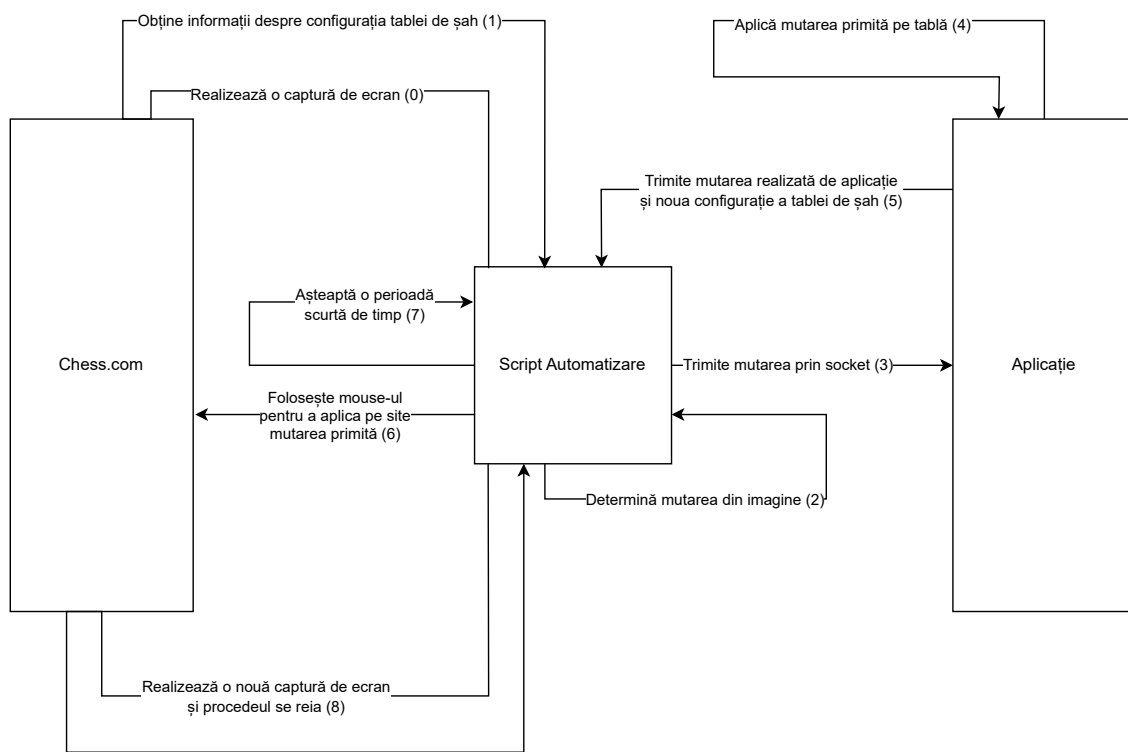 Obține informații despre configurația tablei de șah (1)
Aplică mutarea primită pe tablă (4)
Realizează o captură de ecran (0)
Trimite mutarea realizată de aplicație
și noua configurație a tablei de șah (5)
Așteaptă o perioadă
scurtă de timp (7)
Chess.com
Script Automatizare
Trimite mutarea prin socket (3)
Aplicație
Folosește mouse-ul
pentru a aplica pe site
mutarea primită (6)
Determină mutarea din imagine (2)
Realizează o nouă captură de ecran
și procedeul se reia (8)